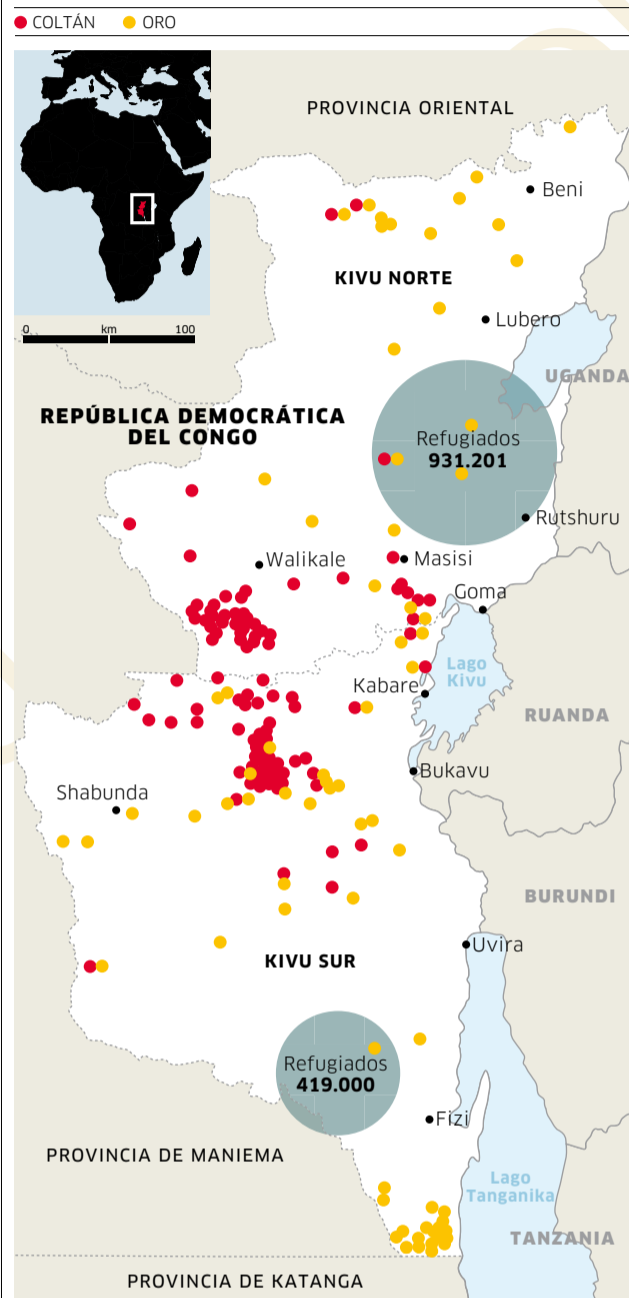 COLTÁN ORO
PROVINCIA ORIENTAL
Beni
KIVU NORTE
Lubero
0 km 100
UGANDA
REPÚBLICA DEMOCRÁTICA
DEL CONGO
Refugiados
931.201
Rutshuru
Walikale
Masisi
Goma
Lago
Kivu
Kabare
RUANDA
Bukavu
Shabunda
BURUNDI
Uvira
KIVU SUR
Refugiados
419.000
Fizi
PROVINCIA DE MANIEMA
Lago
Tanganika
TANZANIA
PROVINCIA DE KATANGA